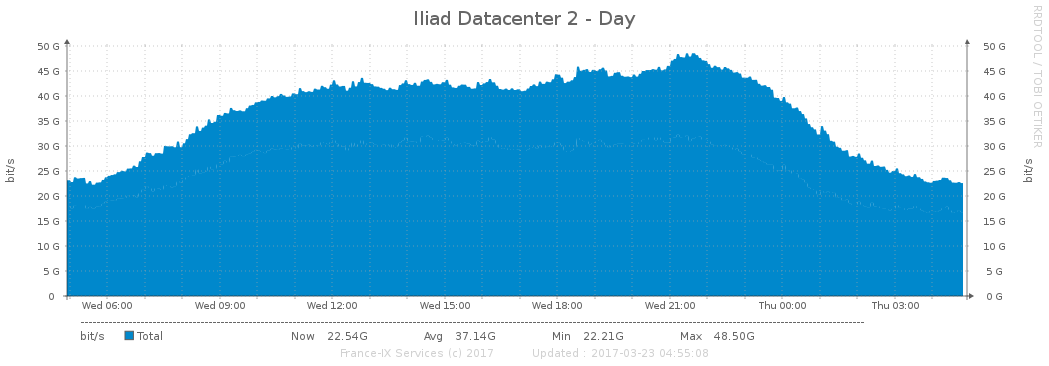 Iliad Datacenter 2 - Day
RRDTOOL / TOBI OETIKER
50 G 50 G
45 G 45 G
40 G 40 G
35 G 35 G
30 G 30 G
25 G 25 G
20 G 20 G
15 G 15 G
10 G 10 G
5 G 5 G
0 0 G
bit/s
bit/s
Wed 06:00 Wed 09:00 Wed 12:00 Wed 15:00 Wed 18:00 Wed 21:00 Thu 00:00 Thu 03:00
bit/s Total Now 22.54G Avg 37.14G Min 22.21G Max 48.50G
France-IX Services (c) 2017 Updated : 2017-03-23 04:55:08